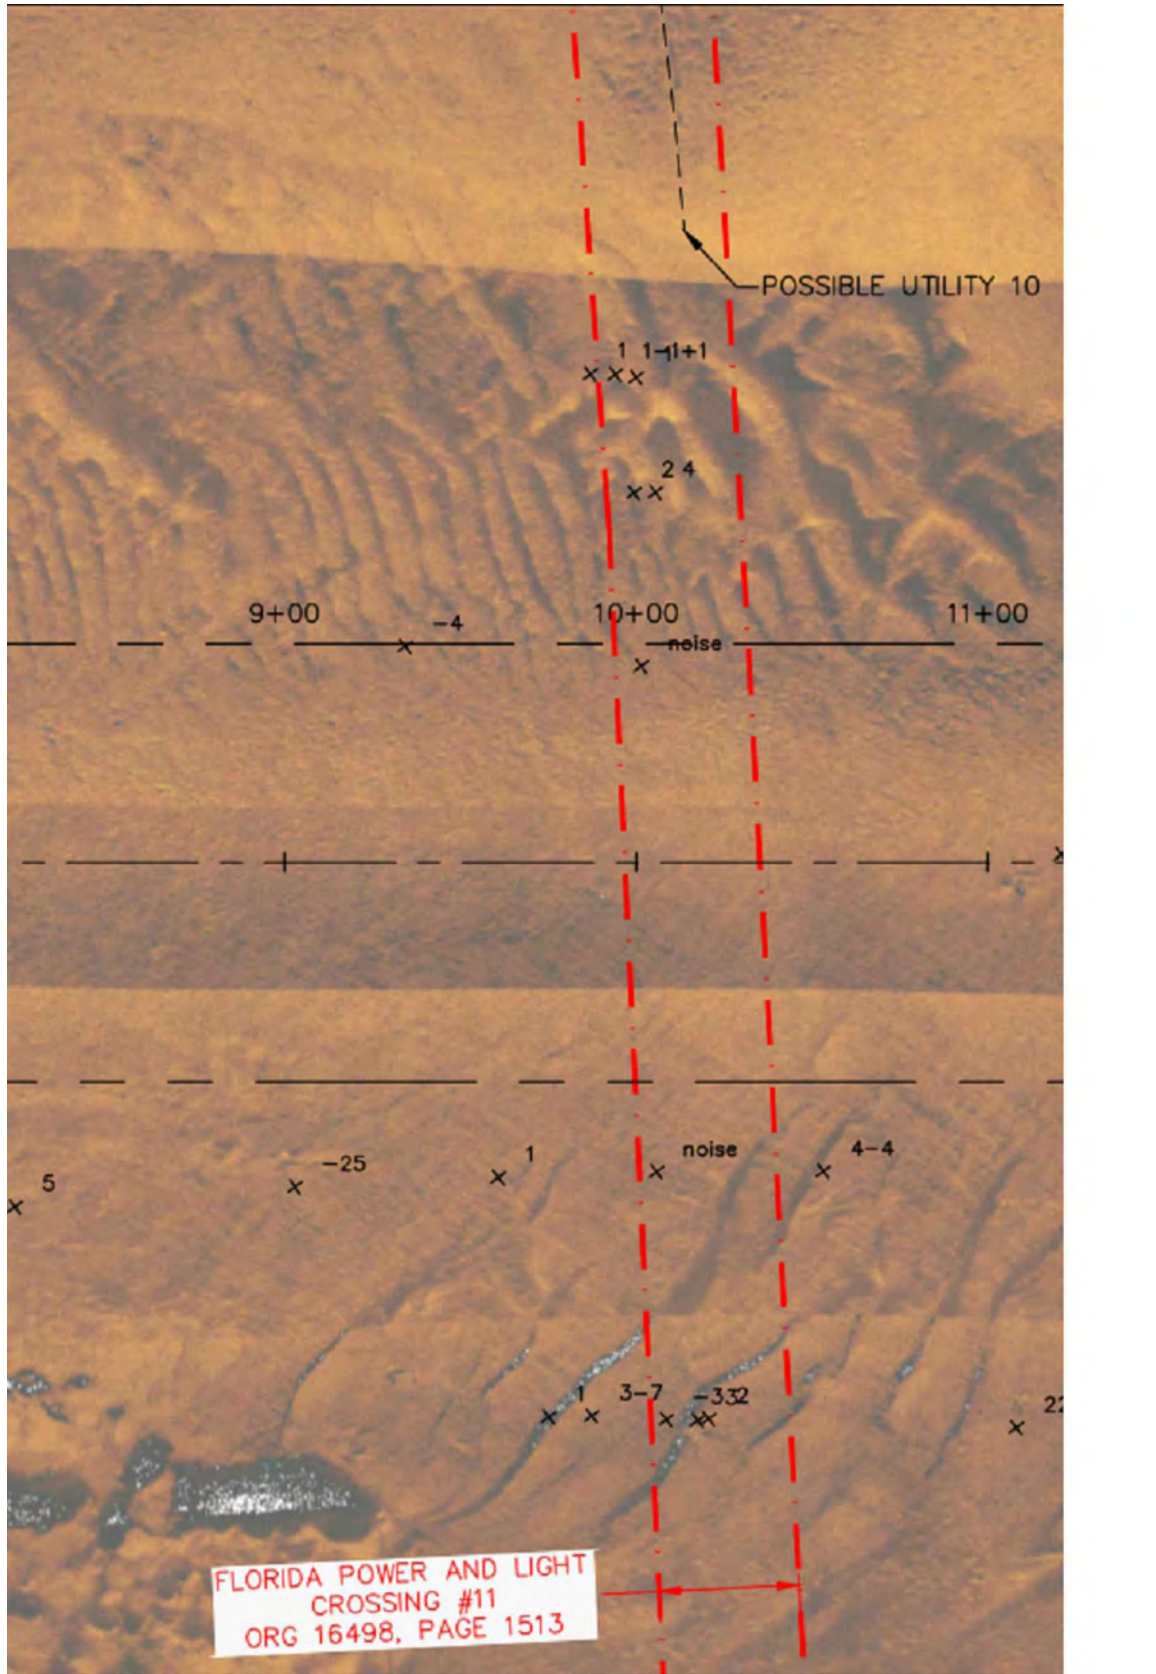 POSSIBLE UTILITY 10
1 1-1+1
2 4
9+00 10+00 11+00
-4
noise
noise 4-4
1
-25
5
1 3-7 -332
22
FLORIDA POWER AND LIGHT
CROSSING #11
ORG 16498, PAGE 1513